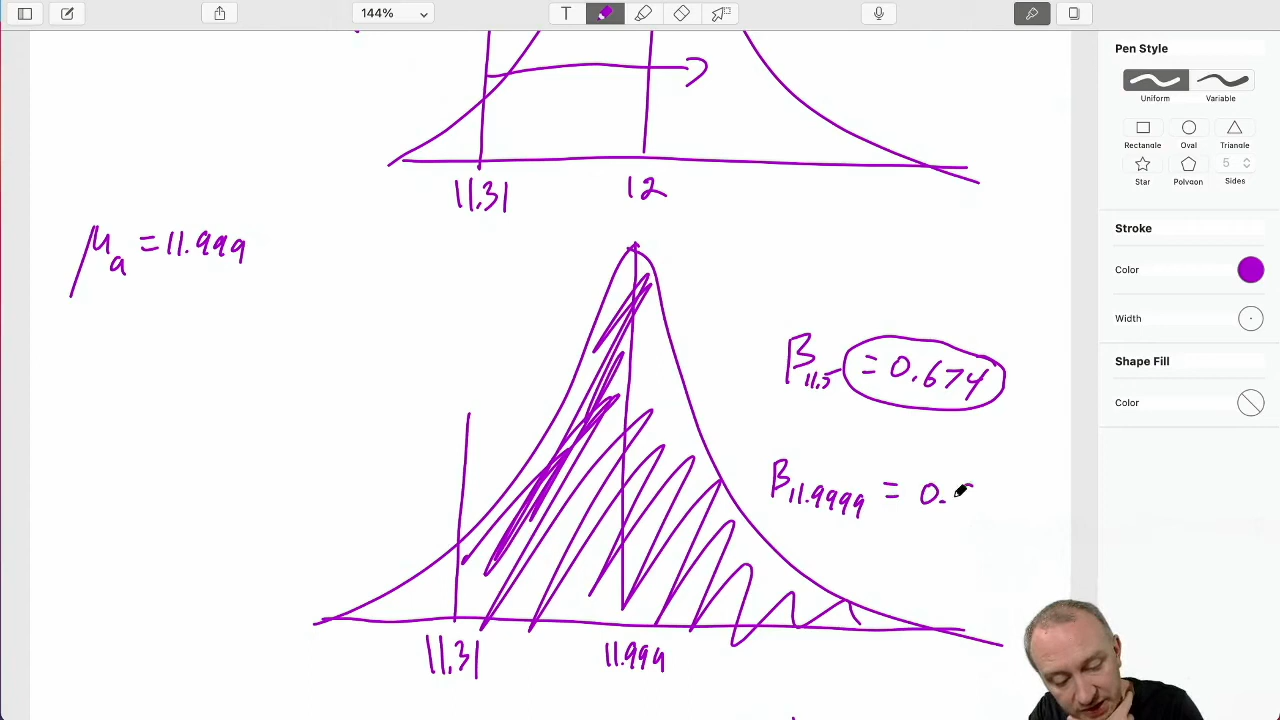 144%
T
Pen Style
Uniform
Variable
Rectangle
Oval
Triangle
Star
Polygon
5
Sides
Stroke
Color
Width
Shape Fill
Color
11.31
12
μa = 11.999
β11.5 = 0.674
β11.9999 = 0.
11.31
11.999